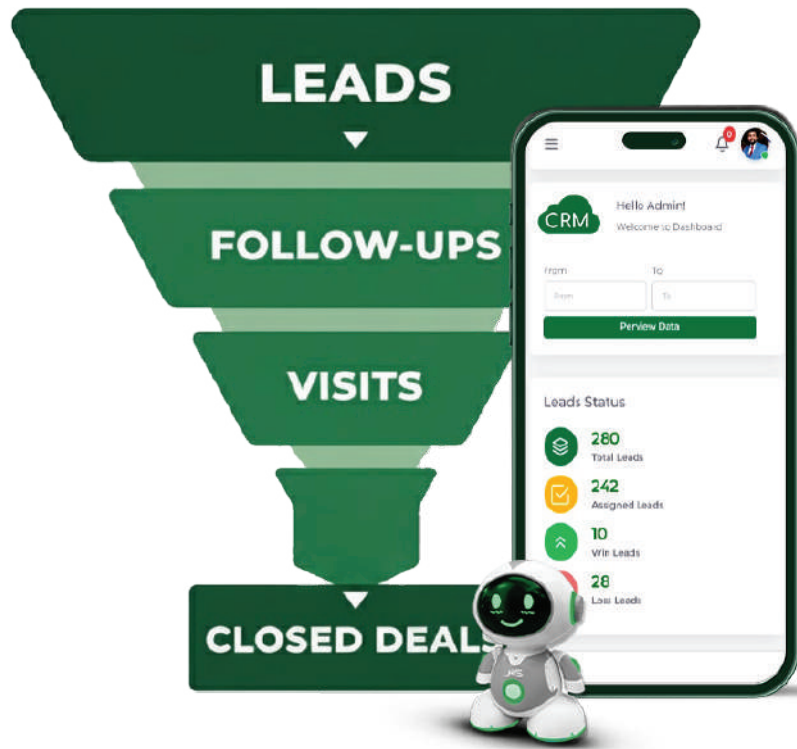 LEADS
FOLLOW-UPS
VISITS
CLOSED DEALS
0
CRM
Hello Admin!
Welcome to Dashboard
From To
From To
Perview Data
Leads Status
280
Total Leads
242
Assigned Leads
10
Win Leads
28
Loss Leads